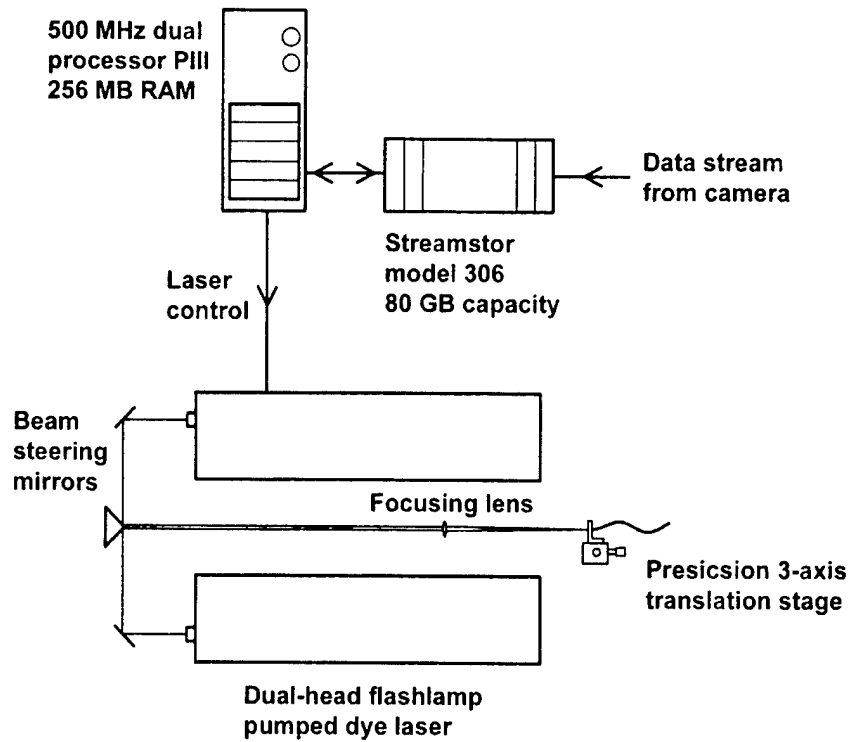 500 MHz dual
processor PIII
256 MB RAM
Data stream
from camera
Streamstor
model 306
80 GB capacity
Laser
control
Beam
steering
mirrors
Focusing lens
Presicsion 3-axis
translation stage
Dual-head flashlamp
pumped dye laser